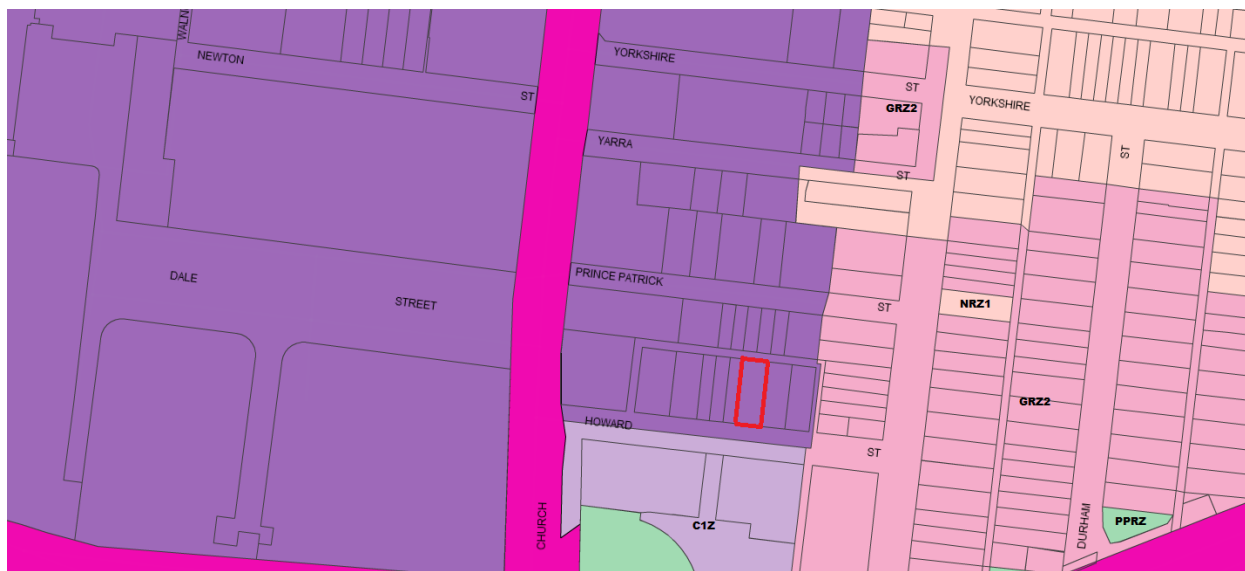 WALN
NEWTON
ST
YORKSHIRE
ST
GRZ2
YORKSHIRE
ST
YARRA
ST
DALE
STREET
PRINCE PATRICK
ST
NRZ1
GRZ2
HOWARD
ST
CHURCH
C1Z
DURHAM
PPRZ